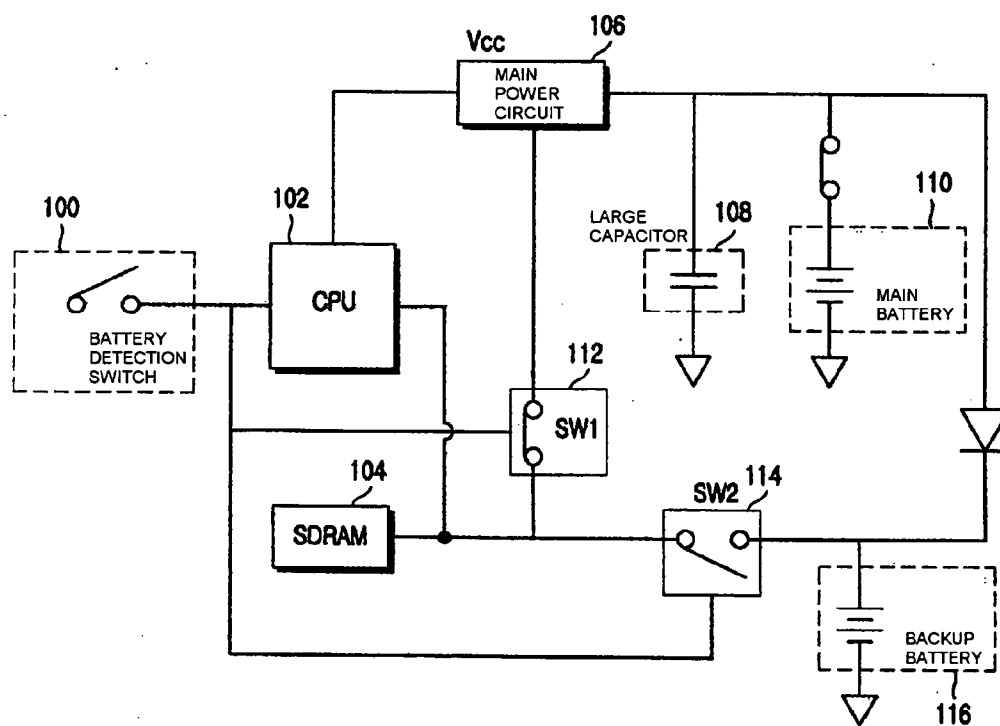 106
Vcc
MAIN
POWER
CIRCUIT
100
102
110
LARGE
CAPACITOR
108
CPU
MAIN
BATTERY
BATTERY
DETECTION
SWITCH
112
SW1
104
SW2
114
SDRAM
BACKUP
BATTERY
116